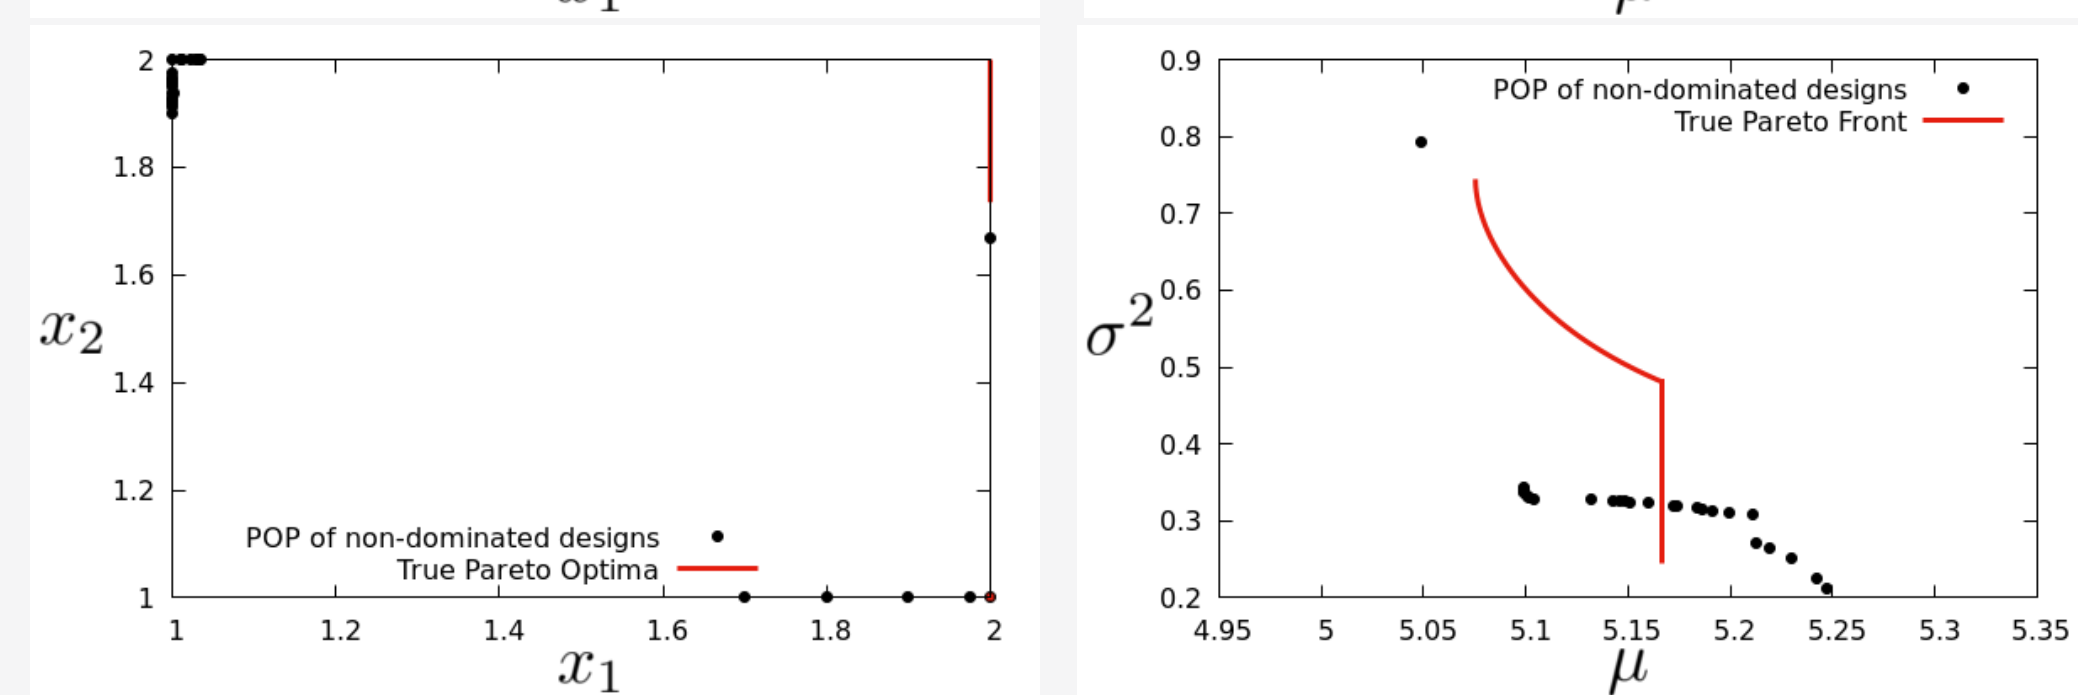 2
1.8
1.6
1.4
1.2
1
x2
POP of non-dominated designs
True Pareto Optima
1 1.2 1.4 1.6 1.8 2
x1
0.9
0.8
0.7
0.6
0.5
0.4
0.3
0.2
σ²
POP of non-dominated designs
True Pareto Front
4.95 5 5.05 5.1 5.15 5.2 5.25 5.3 5.35
μ